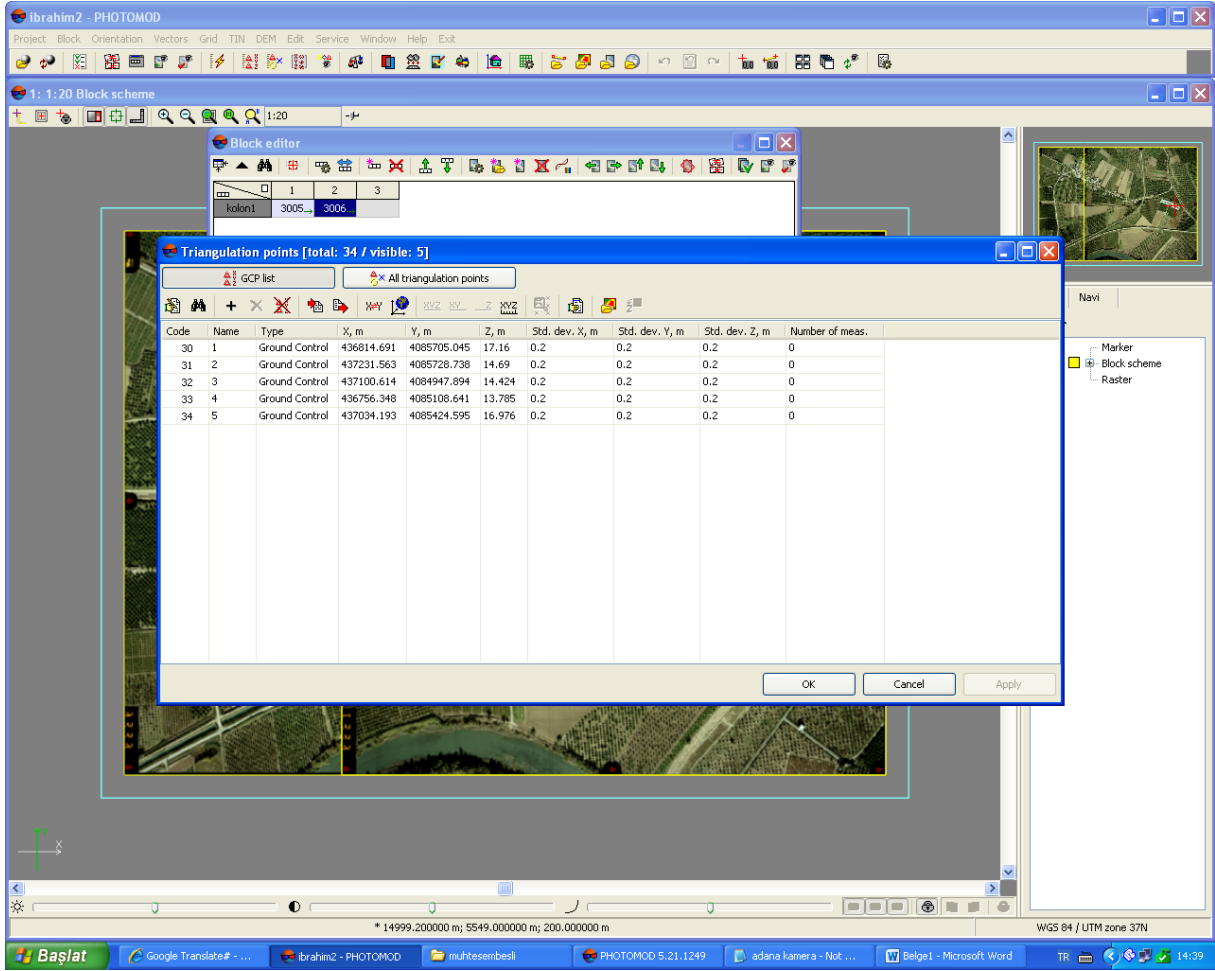 ibrahim2 - PHOTOMOD
Project Block Orientation Vectors Grid TIN DEM Edit Service Window Help Exit
1: 1:20 Block scheme
1:20
Block editor
1 2 3
kolon1 3005... 3006...
Triangulation points [total: 34 / visible: 5]
GCP list All triangulation points
Code Name Type X, m Y, m Z, m Std. dev. X, m Std. dev. Y, m Std. dev. Z, m Number of meas.
30 1 Ground Control 436814.691 4085705.045 17.16 0.2 0.2 0.2 0
31 2 Ground Control 437231.563 4085728.738 14.69 0.2 0.2 0.2 0
32 3 Ground Control 437100.614 4084947.894 14.424 0.2 0.2 0.2 0
33 4 Ground Control 436756.348 4085108.641 13.785 0.2 0.2 0.2 0
34 5 Ground Control 437034.193 4085424.595 16.976 0.2 0.2 0.2 0
OK Cancel Apply
Navi
Marker
Block scheme
Raster
Y
X
* 14999.200000 m; 5549.000000 m; 200.000000 m
WGS 84 / UTM zone 37N
Başlat Google Translate# - ... ibrahim2 - PHOTOMOD muhtesembesli PHOTOMOD 5.21.1249 adana kamera - Not ... Belge1 - Microsoft Word TR 14:39